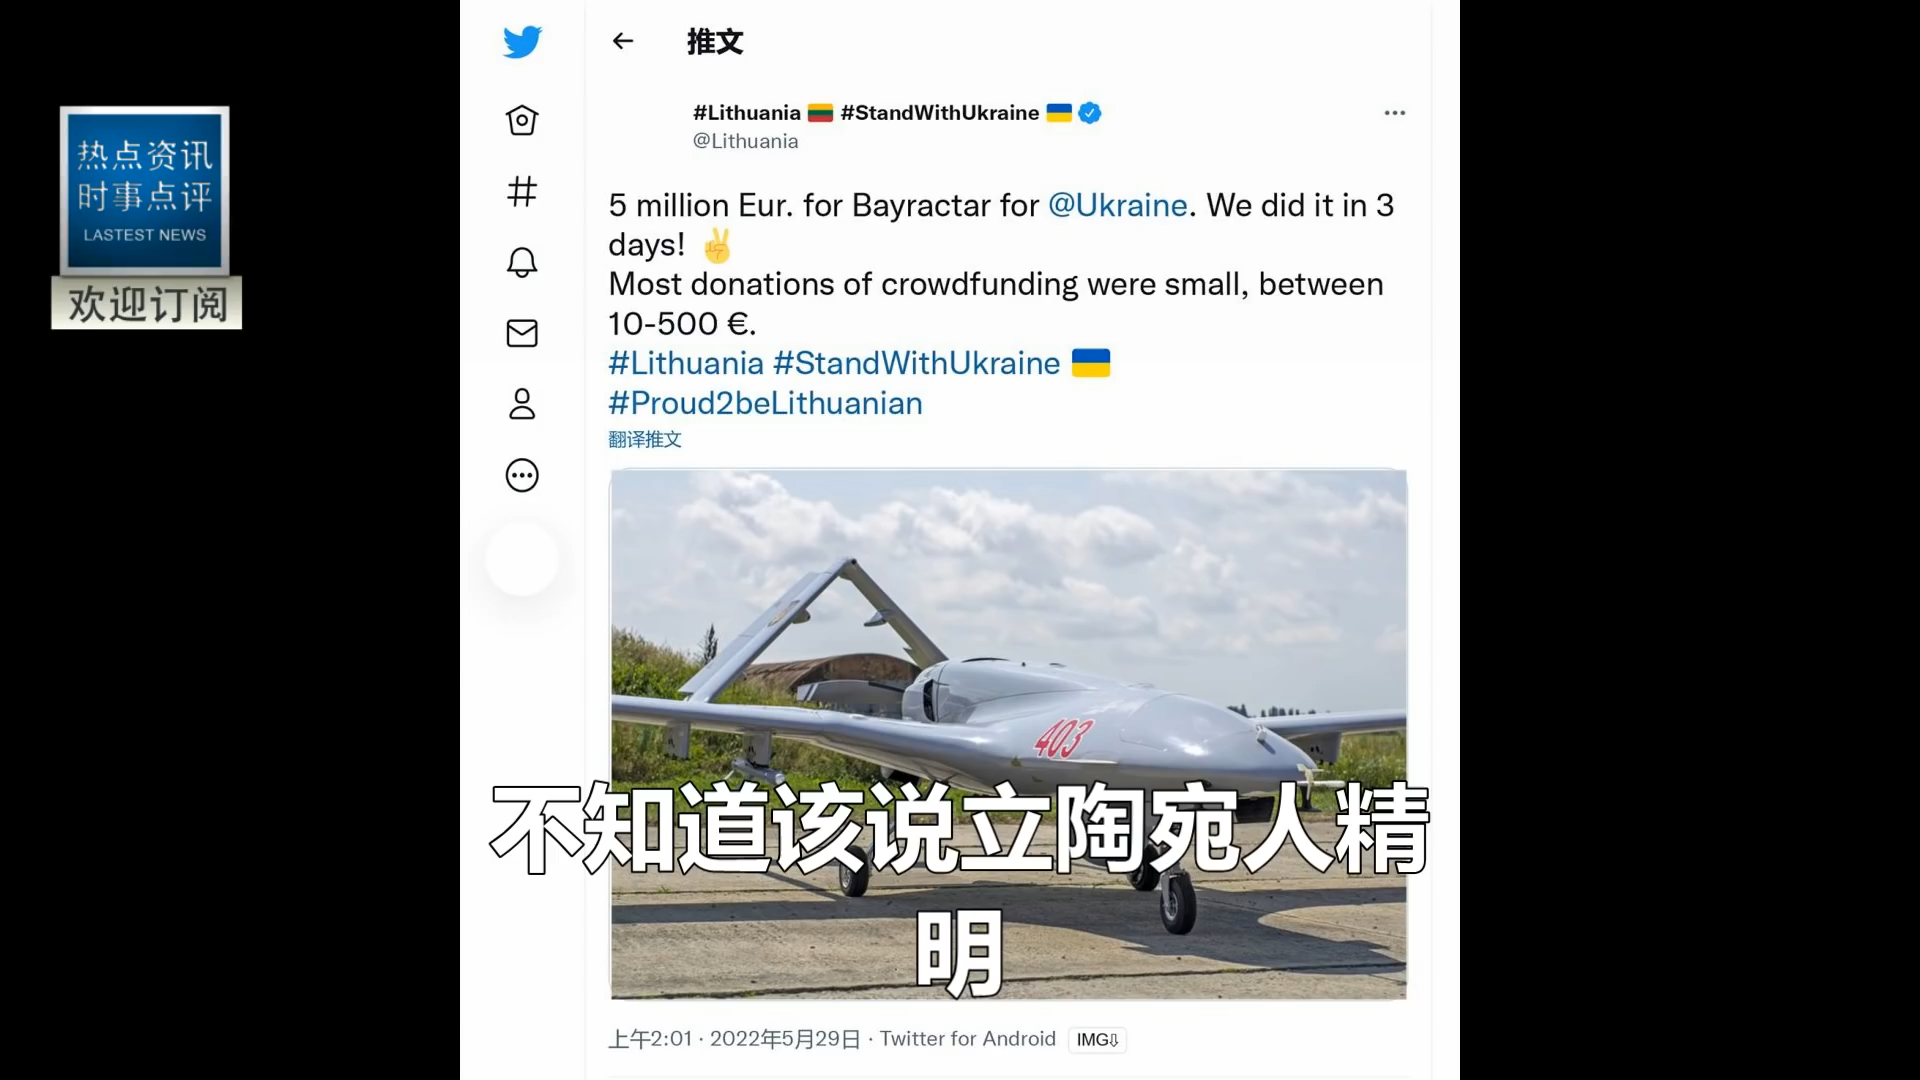 热点资讯
时事点评
LASTEST NEWS
欢迎订阅
推文
#Lithuania 🇱🇹 #StandWithUkraine 🇺🇦
@Lithuania
5 million Eur. for Bayractar for @Ukraine. We did it in 3
days! ✌
Most donations of crowdfunding were small, between
10-500 €.
#Lithuania #StandWithUkraine 🇺🇦
#Proud2beLithuanian
翻译推文
403
不知道该说立陶宛人精
明
上午2:01 · 2022年5月29日 · Twitter for Android IMG⇩